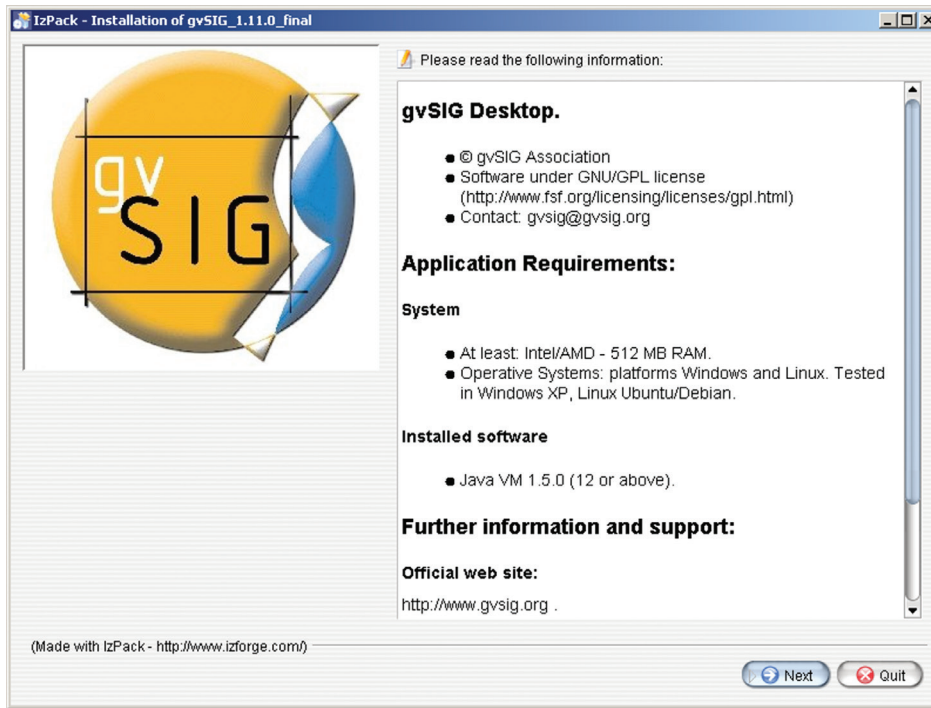 IzPack - Installation of gvSIG_1.11.0_final
gv
SIG
Please read the following information:
gvSIG Desktop.
© gvSIG Association
Software under GNU/GPL license
(http://www.fsf.org/licensing/licenses/gpl.html)
Contact: gvsig@gvsig.org
Application Requirements:
System
At least: Intel/AMD - 512 MB RAM.
Operative Systems: platforms Windows and Linux. Tested
in Windows XP, Linux Ubuntu/Debian.
Installed software
Java VM 1.5.0 (12 or above).
Further information and support:
Official web site:
http://www.gvsig.org .
(Made with IzPack - http://www.izforge.com/)
Next
Quit